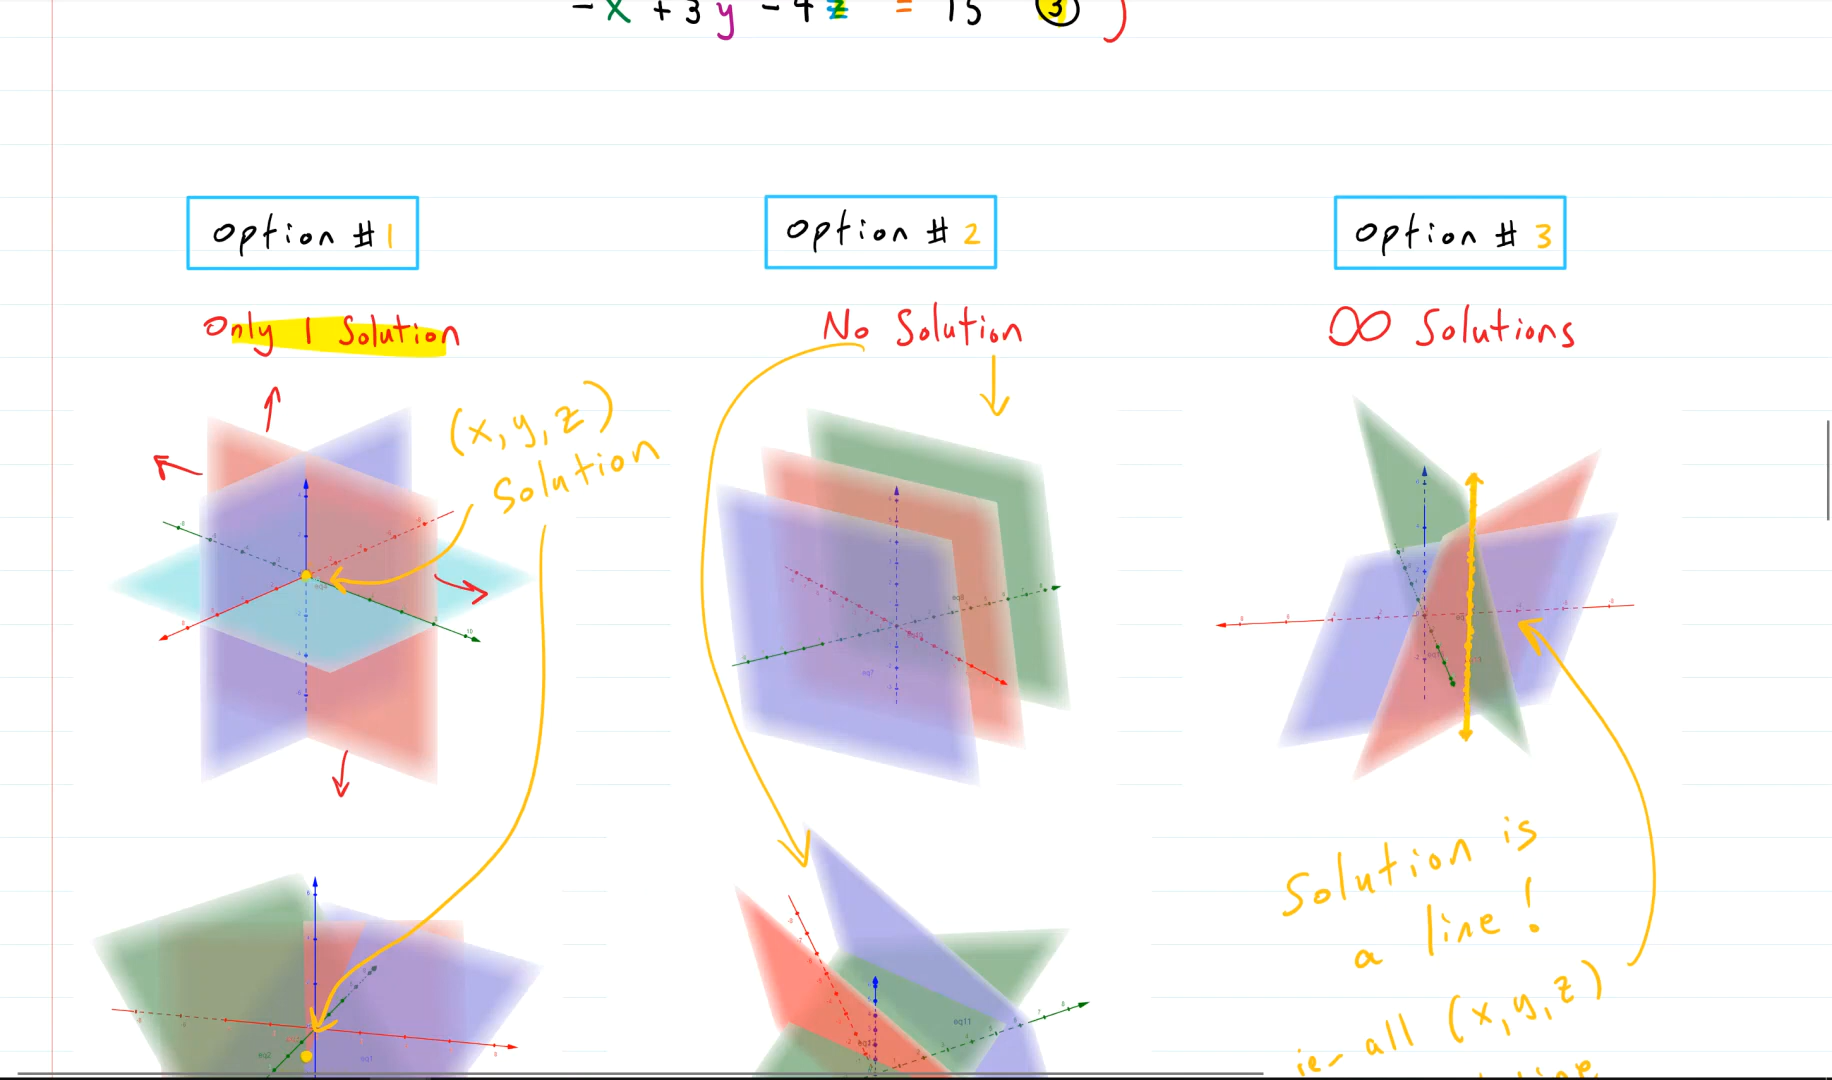 - x + 3y - 4z = 15 3 )
Option # 1
Option # 2
Option # 3
Only 1 Solution
No Solution
∞ Solutions
(x, y, z)
Solution
Solution is
a line!
ie- all (x, y, z)